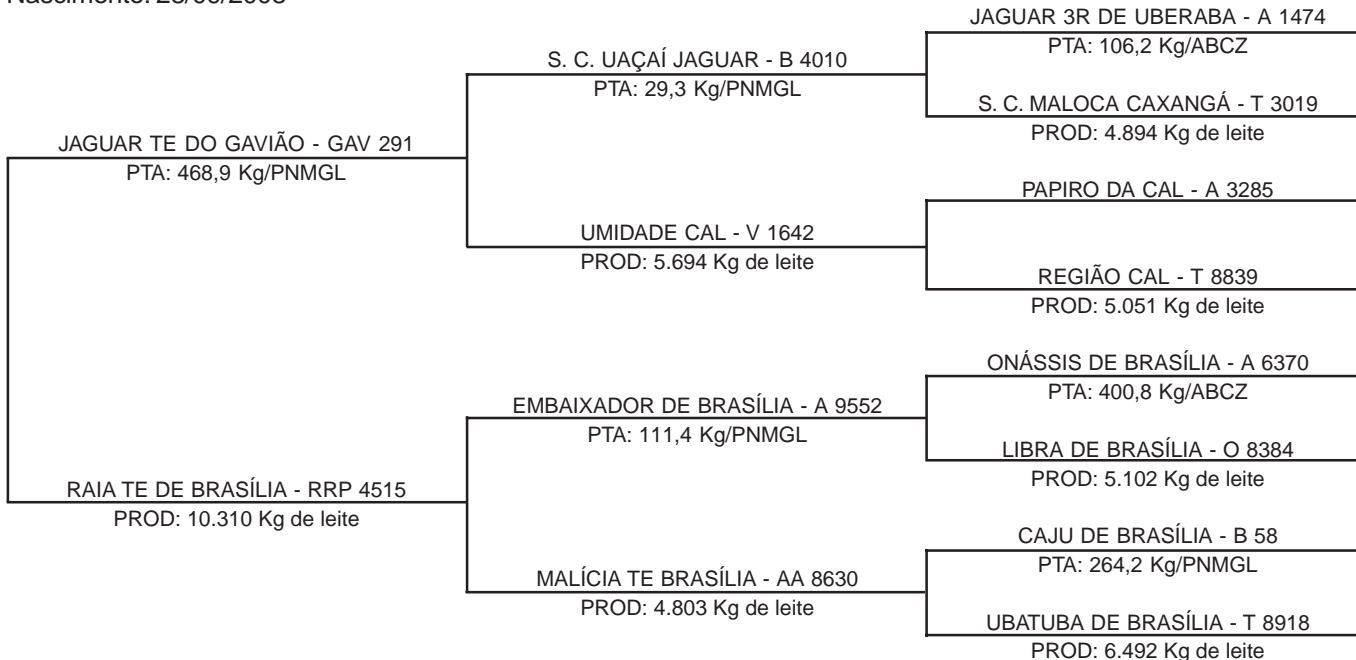 JAGUAR 3R DE UBERABA - A 1474
PTA: 106,2 Kg/ABCZ
S. C. UAÇAÍ JAGUAR - B 4010
PTA: 29,3 Kg/PNMGL
S. C. MALOCA CAXANGÁ - T 3019
PROD: 4.894 Kg de leite
JAGUAR TE DO GAVIÃO - GAV 291
PTA: 468,9 Kg/PNMGL
PAPIRO DA CAL - A 3285
UMIDADE CAL - V 1642
PROD: 5.694 Kg de leite
REGIÃO CAL - T 8839
PROD: 5.051 Kg de leite
ONÁSSIS DE BRASÍLIA - A 6370
PTA: 400,8 Kg/ABCZ
EMBAIXADOR DE BRASÍLIA - A 9552
PTA: 111,4 Kg/PNMGL
LIBRA DE BRASÍLIA - O 8384
PROD: 5.102 Kg de leite
RAIA TE DE BRASÍLIA - RRP 4515
PROD: 10.310 Kg de leite
CAJU DE BRASÍLIA - B 58
PTA: 264,2 Kg/PNMGL
MALÍCIA TE BRASÍLIA - AA 8630
PROD: 4.803 Kg de leite
UBATUBA DE BRASÍLIA - T 8918
PROD: 6.492 Kg de leite